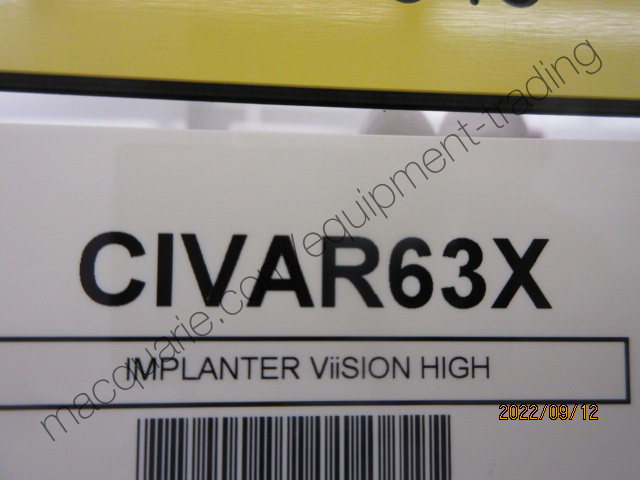 CIVAR63X
IMPLANTER ViiSION HIGH
macquarie.com/equipment-trading
2022/09/12